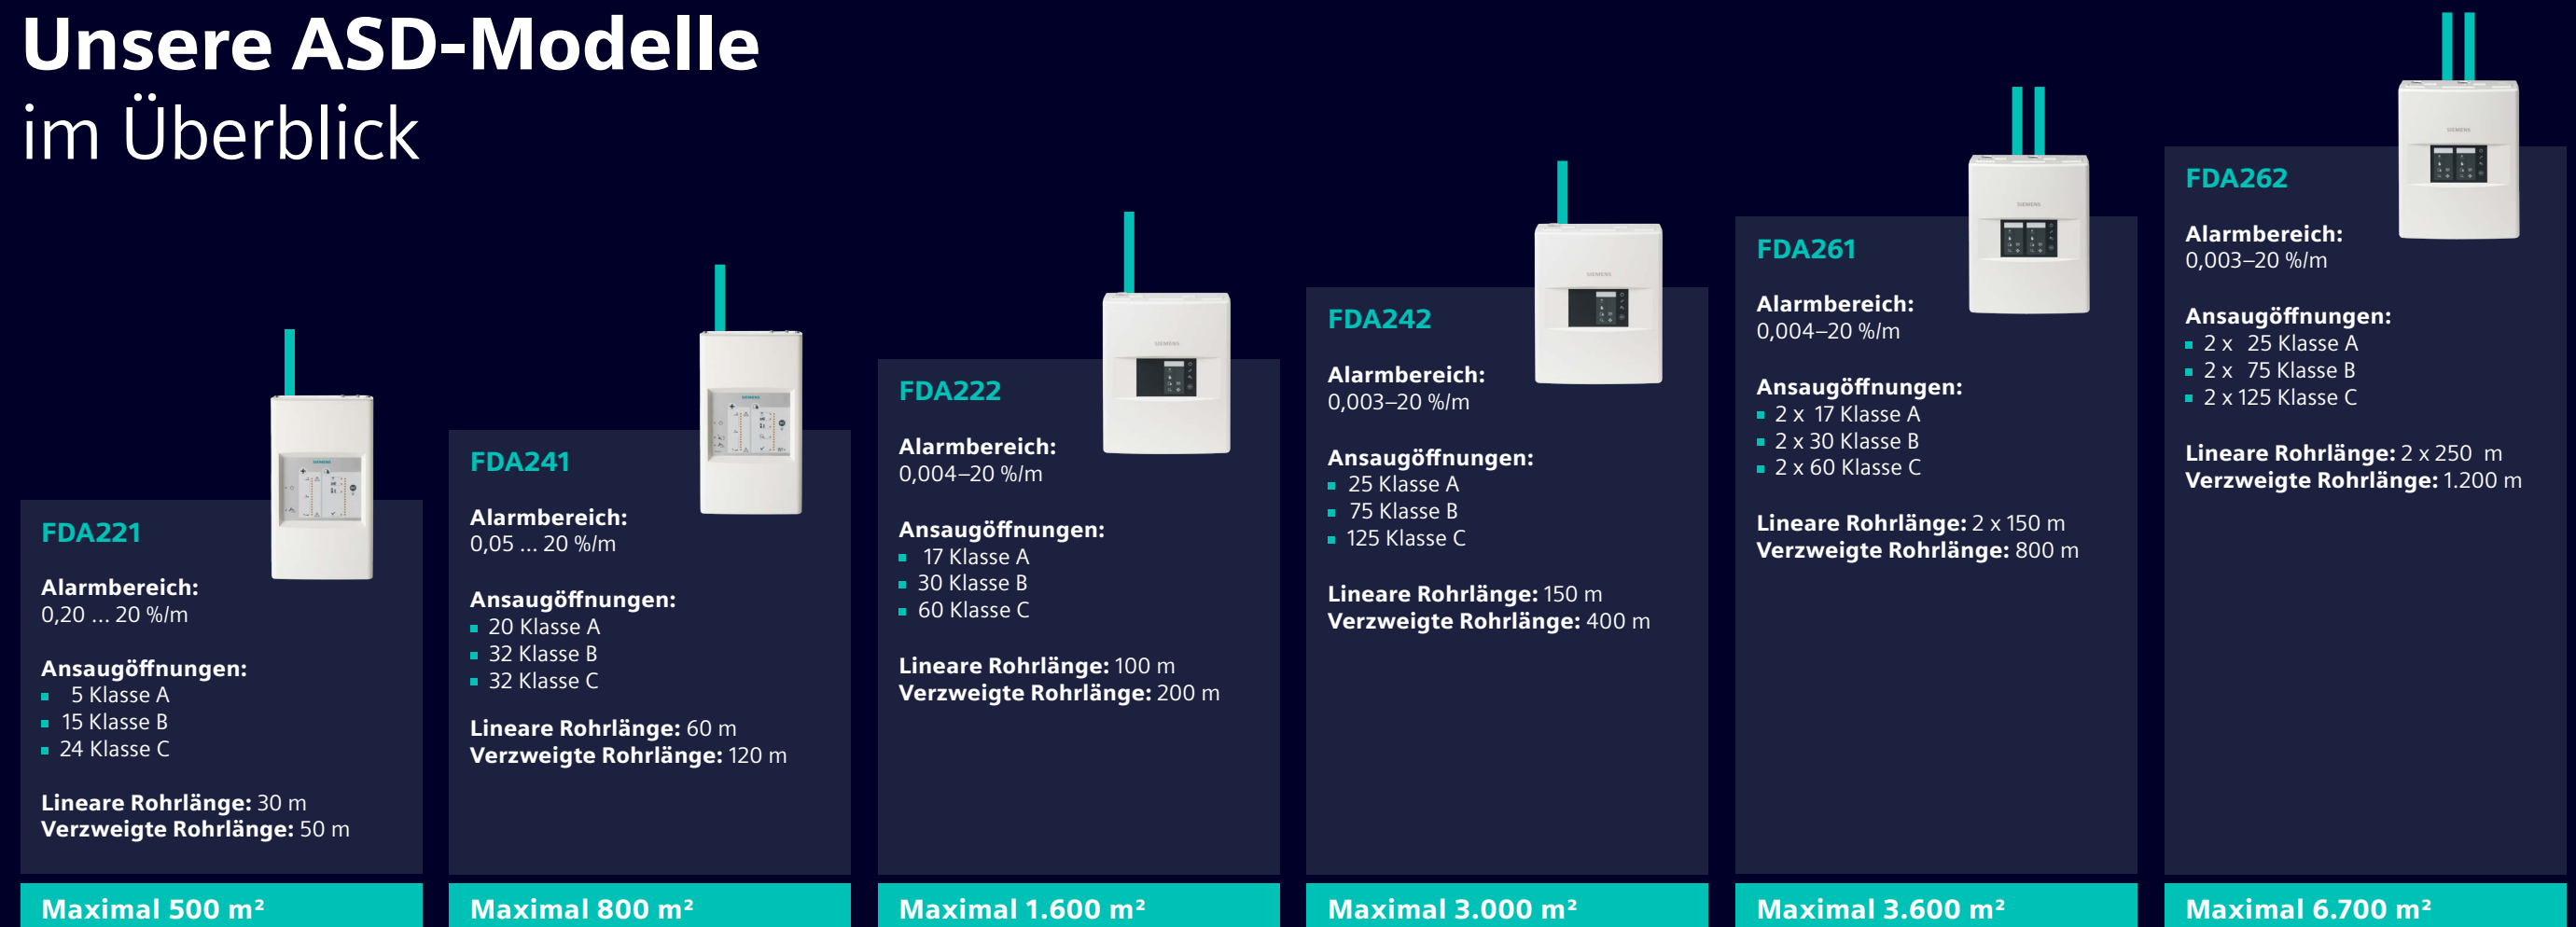 Unsere ASD-Modelle
im Überblick
FDA221
Alarmbereich:
0,20 ... 20 %/m
Ansaugöffnungen:
5 Klasse A
15 Klasse B
24 Klasse C
Lineare Rohrlänge: 30 m
Verzweigte Rohrlänge: 50 m
Maximal 500 m²
SIEMENS
FDA241
Alarmbereich:
0,05 ... 20 %/m
Ansaugöffnungen:
20 Klasse A
32 Klasse B
32 Klasse C
Lineare Rohrlänge: 60 m
Verzweigte Rohrlänge: 120 m
Maximal 800 m²
SIEMENS
FDA222
Alarmbereich:
0,004–20 %/m
Ansaugöffnungen:
17 Klasse A
30 Klasse B
60 Klasse C
Lineare Rohrlänge: 100 m
Verzweigte Rohrlänge: 200 m
Maximal 1.600 m²
SIEMENS
FDA242
Alarmbereich:
0,003–20 %/m
Ansaugöffnungen:
25 Klasse A
75 Klasse B
125 Klasse C
Lineare Rohrlänge: 150 m
Verzweigte Rohrlänge: 400 m
Maximal 3.000 m²
SIEMENS
FDA261
Alarmbereich:
0,004–20 %/m
Ansaugöffnungen:
2 x 17 Klasse A
2 x 30 Klasse B
2 x 60 Klasse C
Lineare Rohrlänge: 2 x 150 m
Verzweigte Rohrlänge: 800 m
Maximal 3.600 m²
SIEMENS
FDA262
Alarmbereich:
0,003–20 %/m
Ansaugöffnungen:
2 x 25 Klasse A
2 x 75 Klasse B
2 x 125 Klasse C
Lineare Rohrlänge: 2 x 250 m
Verzweigte Rohrlänge: 1.200 m
Maximal 6.700 m²
SIEMENS